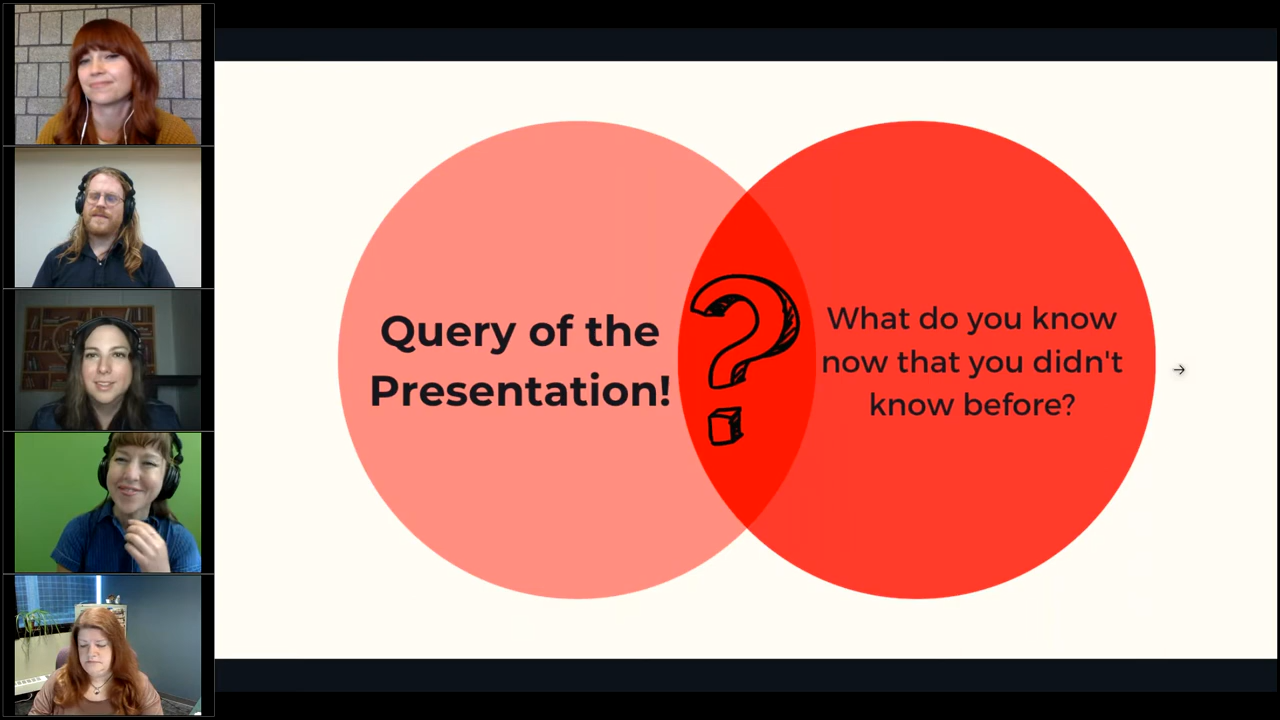 Query of the
Presentation!
?
What do you know
now that you didn't
know before?